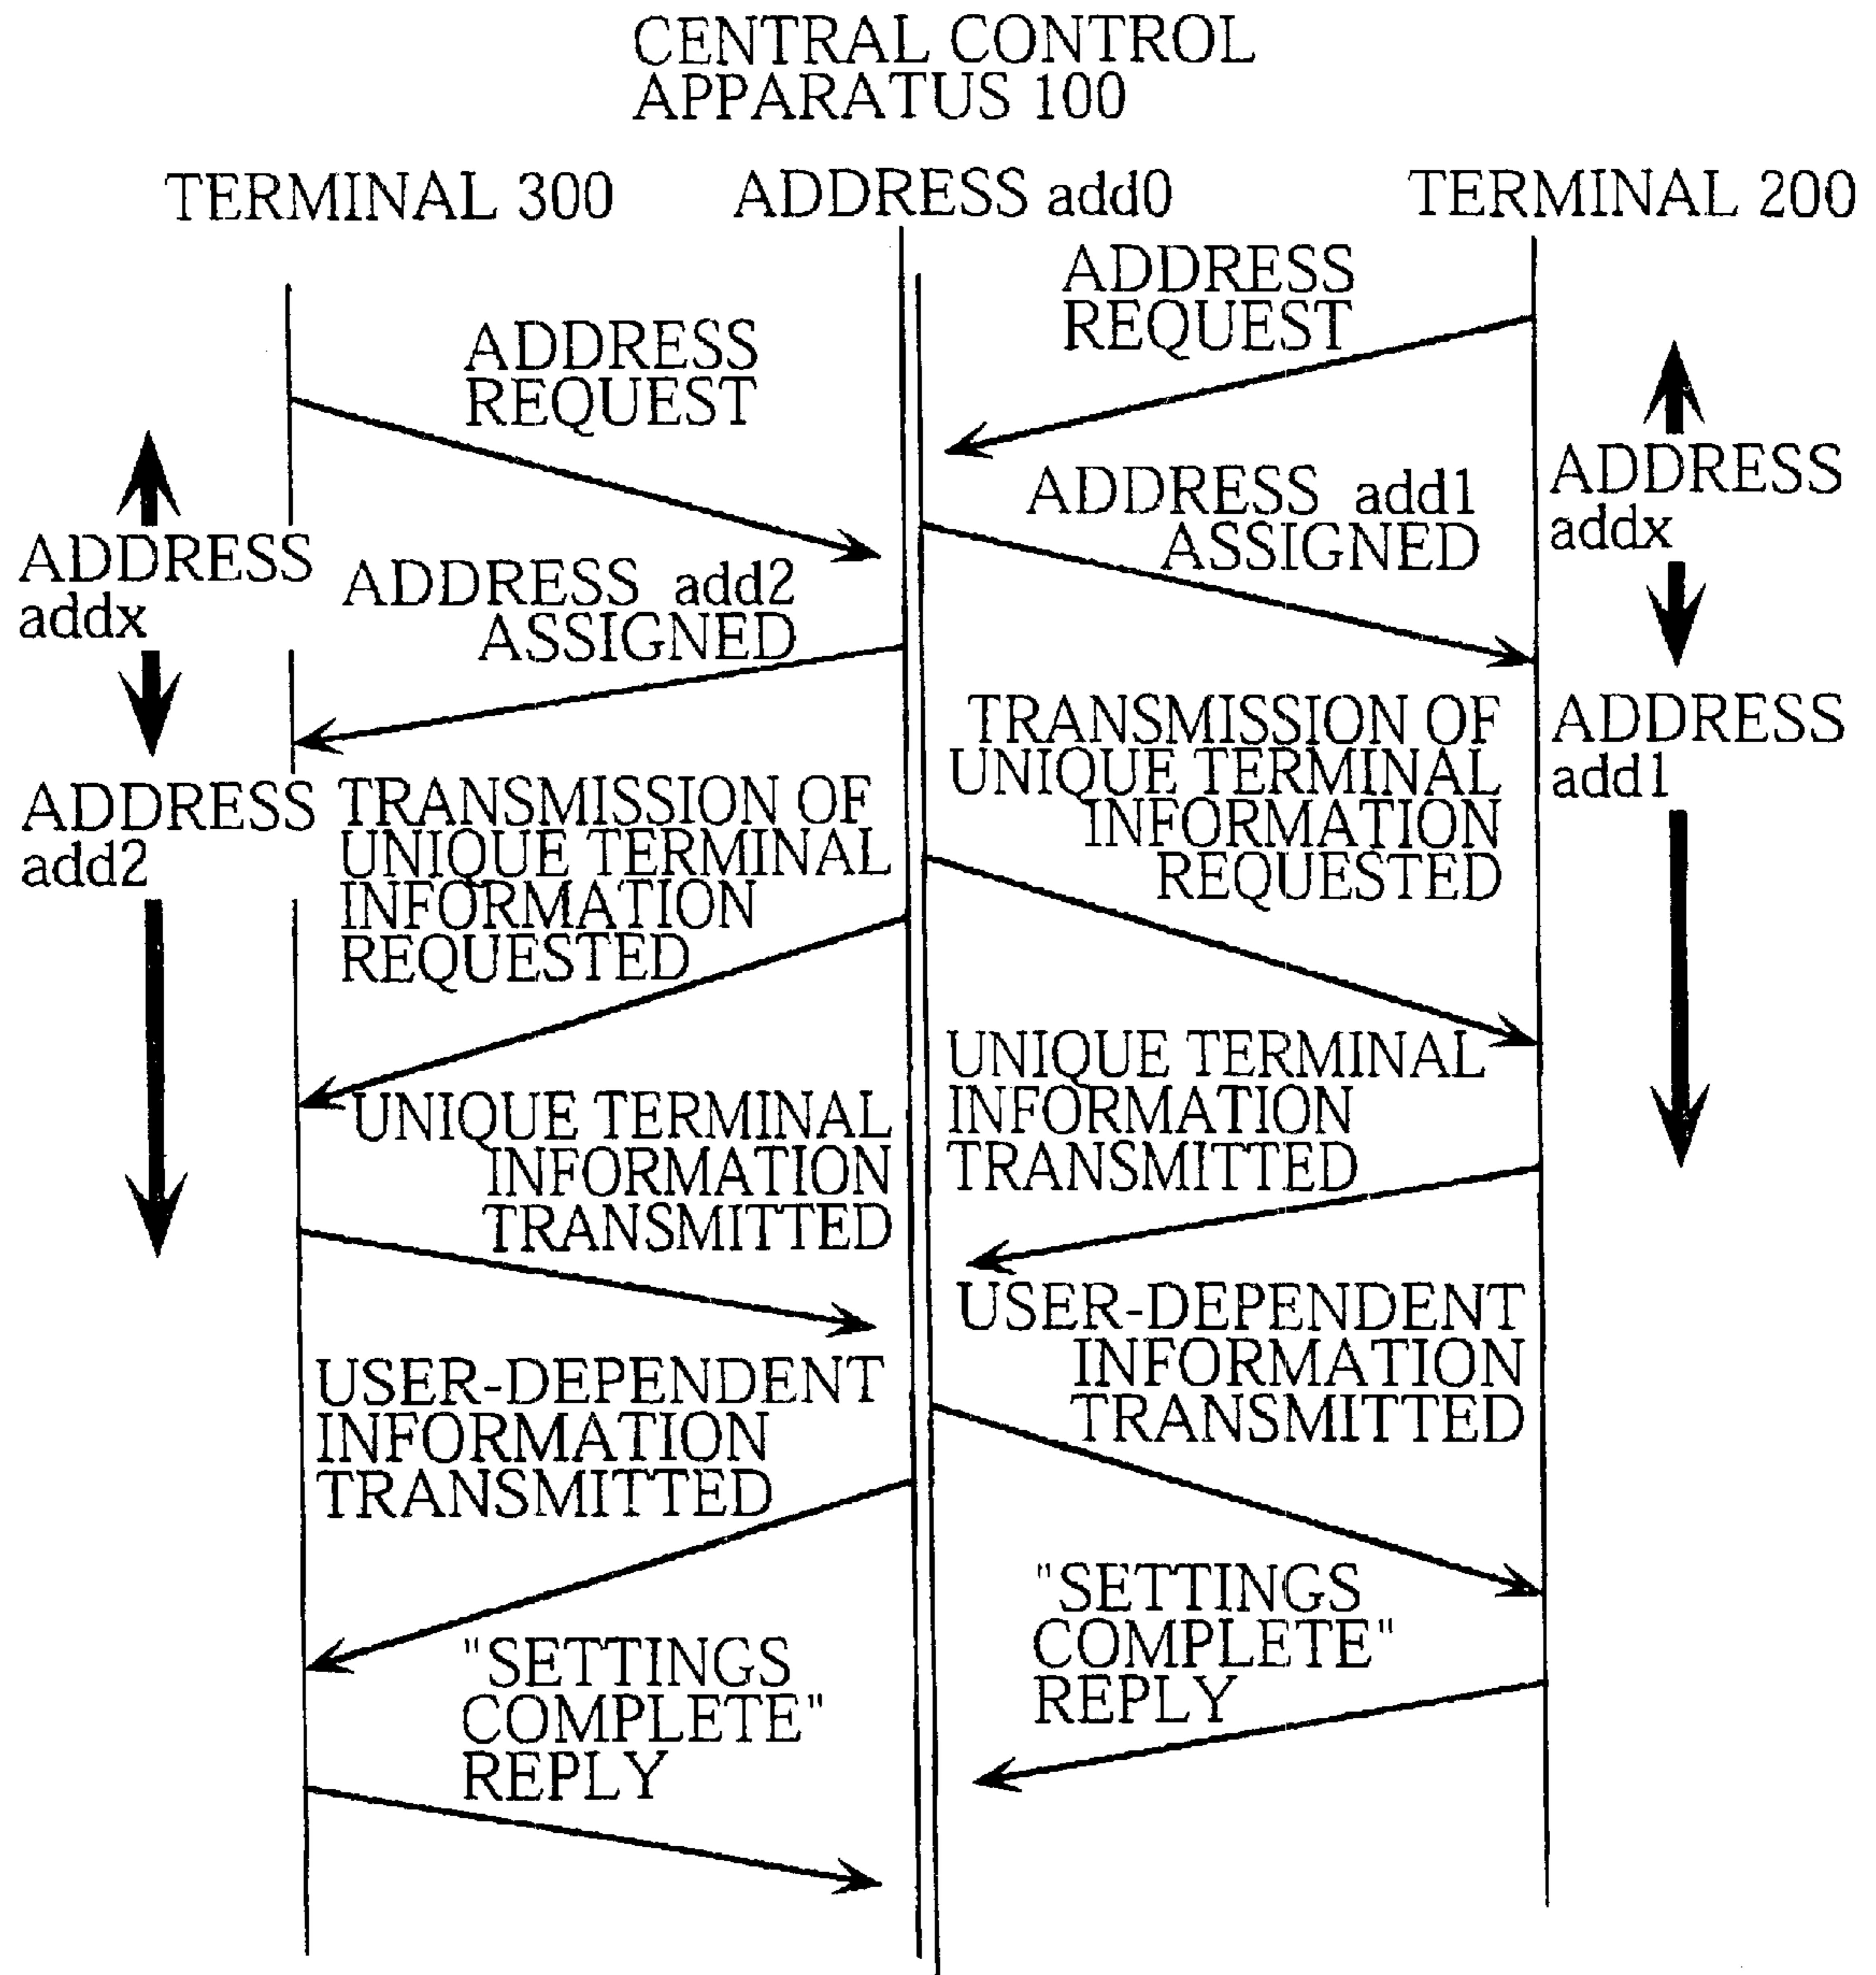 CENTRAL CONTROL
APPARATUS 100
TERMINAL 300
ADDRESS add0
TERMINAL 200
ADDRESS
REQUEST
ADDRESS
REQUEST
ADDRESS
addx
ADDRESS add1
ASSIGNED
ADDRESS
addx
ADDRESS add2
ASSIGNED
TRANSMISSION OF
UNIQUE TERMINAL
INFORMATION
REQUESTED
ADDRESS
add1
ADDRESS
add2
TRANSMISSION OF
UNIQUE TERMINAL
INFORMATION
REQUESTED
UNIQUE TERMINAL
INFORMATION
TRANSMITTED
UNIQUE TERMINAL
INFORMATION
TRANSMITTED
USER-DEPENDENT
INFORMATION
TRANSMITTED
USER-DEPENDENT
INFORMATION
TRANSMITTED
"SETTINGS
COMPLETE"
REPLY
"SETTINGS
COMPLETE"
REPLY